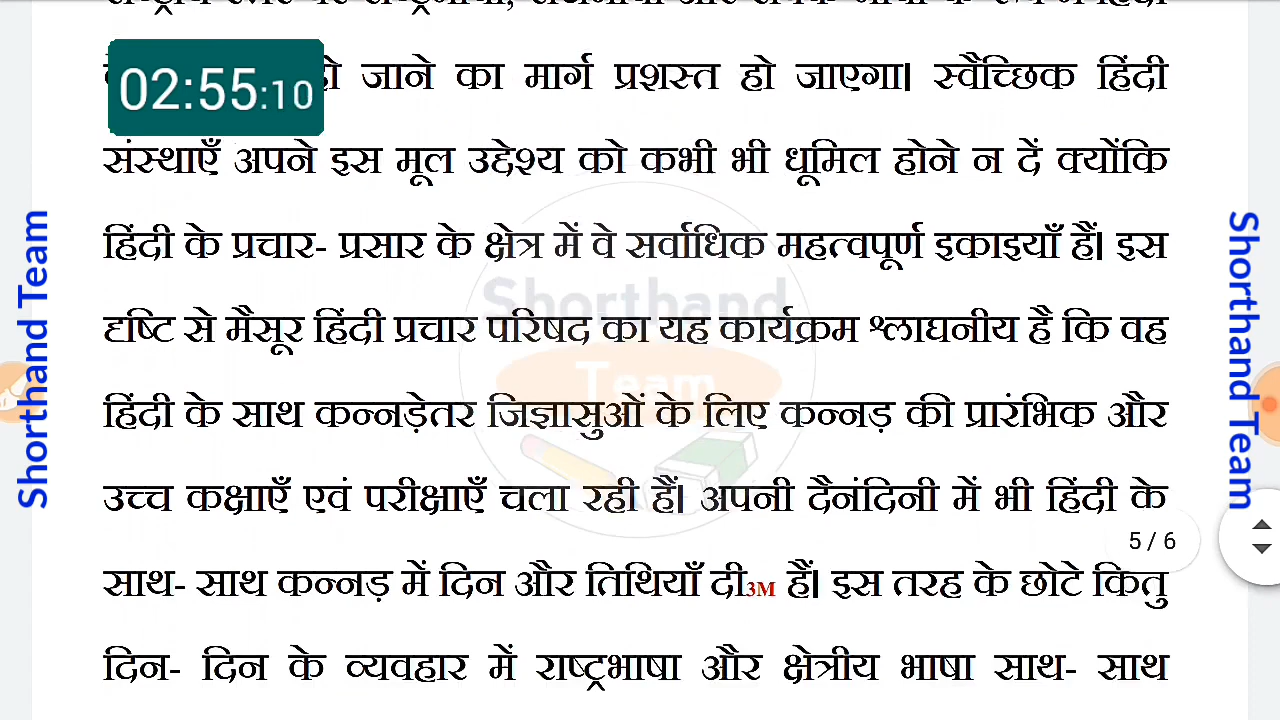 02:55:10
हो जाने का मार्ग प्रशस्त हो जाएगा। स्वैच्छिक हिंदी
संस्थाएँ अपने इस मूल उद्देश्य को कभी भी धूमिल होने न दें क्योंकि
हिंदी के प्रचार- प्रसार के क्षेत्र में वे सर्वाधिक महत्वपूर्ण इकाइयाँ हैं। इस
दृष्टि से मैसूर हिंदी प्रचार परिषद का यह कार्यक्रम श्लाघनीय है कि वह
हिंदी के साथ कन्नड़ेतर जिज्ञासुओं के लिए कन्नड़ की प्रारंभिक और
उच्च कक्षाएँ एवं परीक्षाएँ चला रही हैं। अपनी दैनंदिनी में भी हिंदी के
साथ- साथ कन्नड़ में दिन और तिथियाँ दी3M हैं। इस तरह के छोटे कितु
दिन- दिन के व्यवहार में राष्ट्रभाषा और क्षेत्रीय भाषा साथ- साथ
5 / 6
Shorthand Team
Shorthand Team
Shorthand
Team